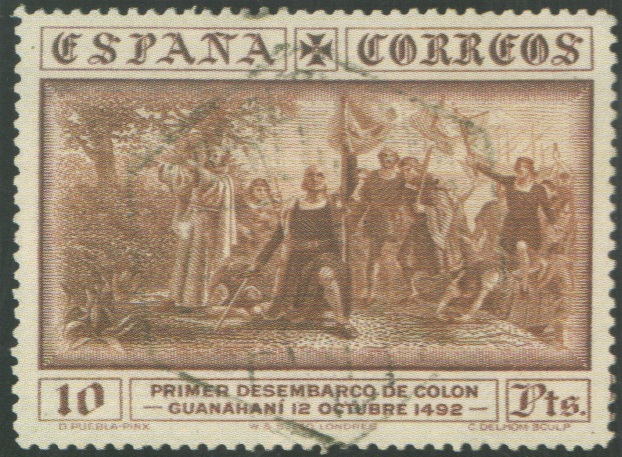 ESPAÑA CORREOS
10 PRIMER DESEMBARCO DE COLON Pts.
— GUANAHANÍ 12 OCTUBRE 1492 —
D. PUEBLA-PINX. LONDRES C. DELHOM SCULP